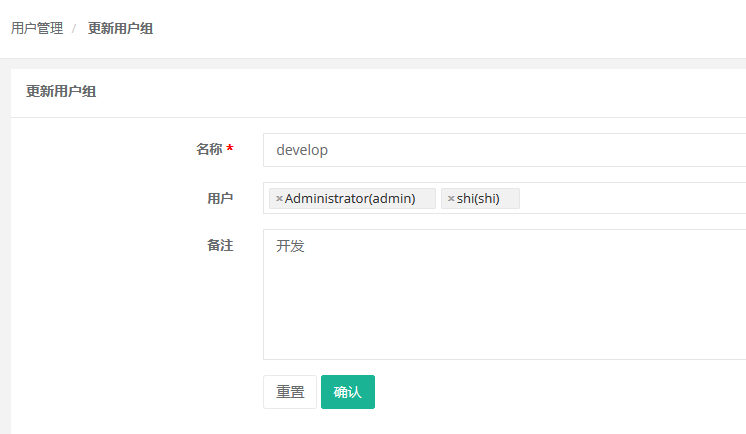 用户管理 / 更新用户组
更新用户组
名称 * develop
用户 ×Administrator(admin) ×shi(shi)
备注 开发
重置 确认